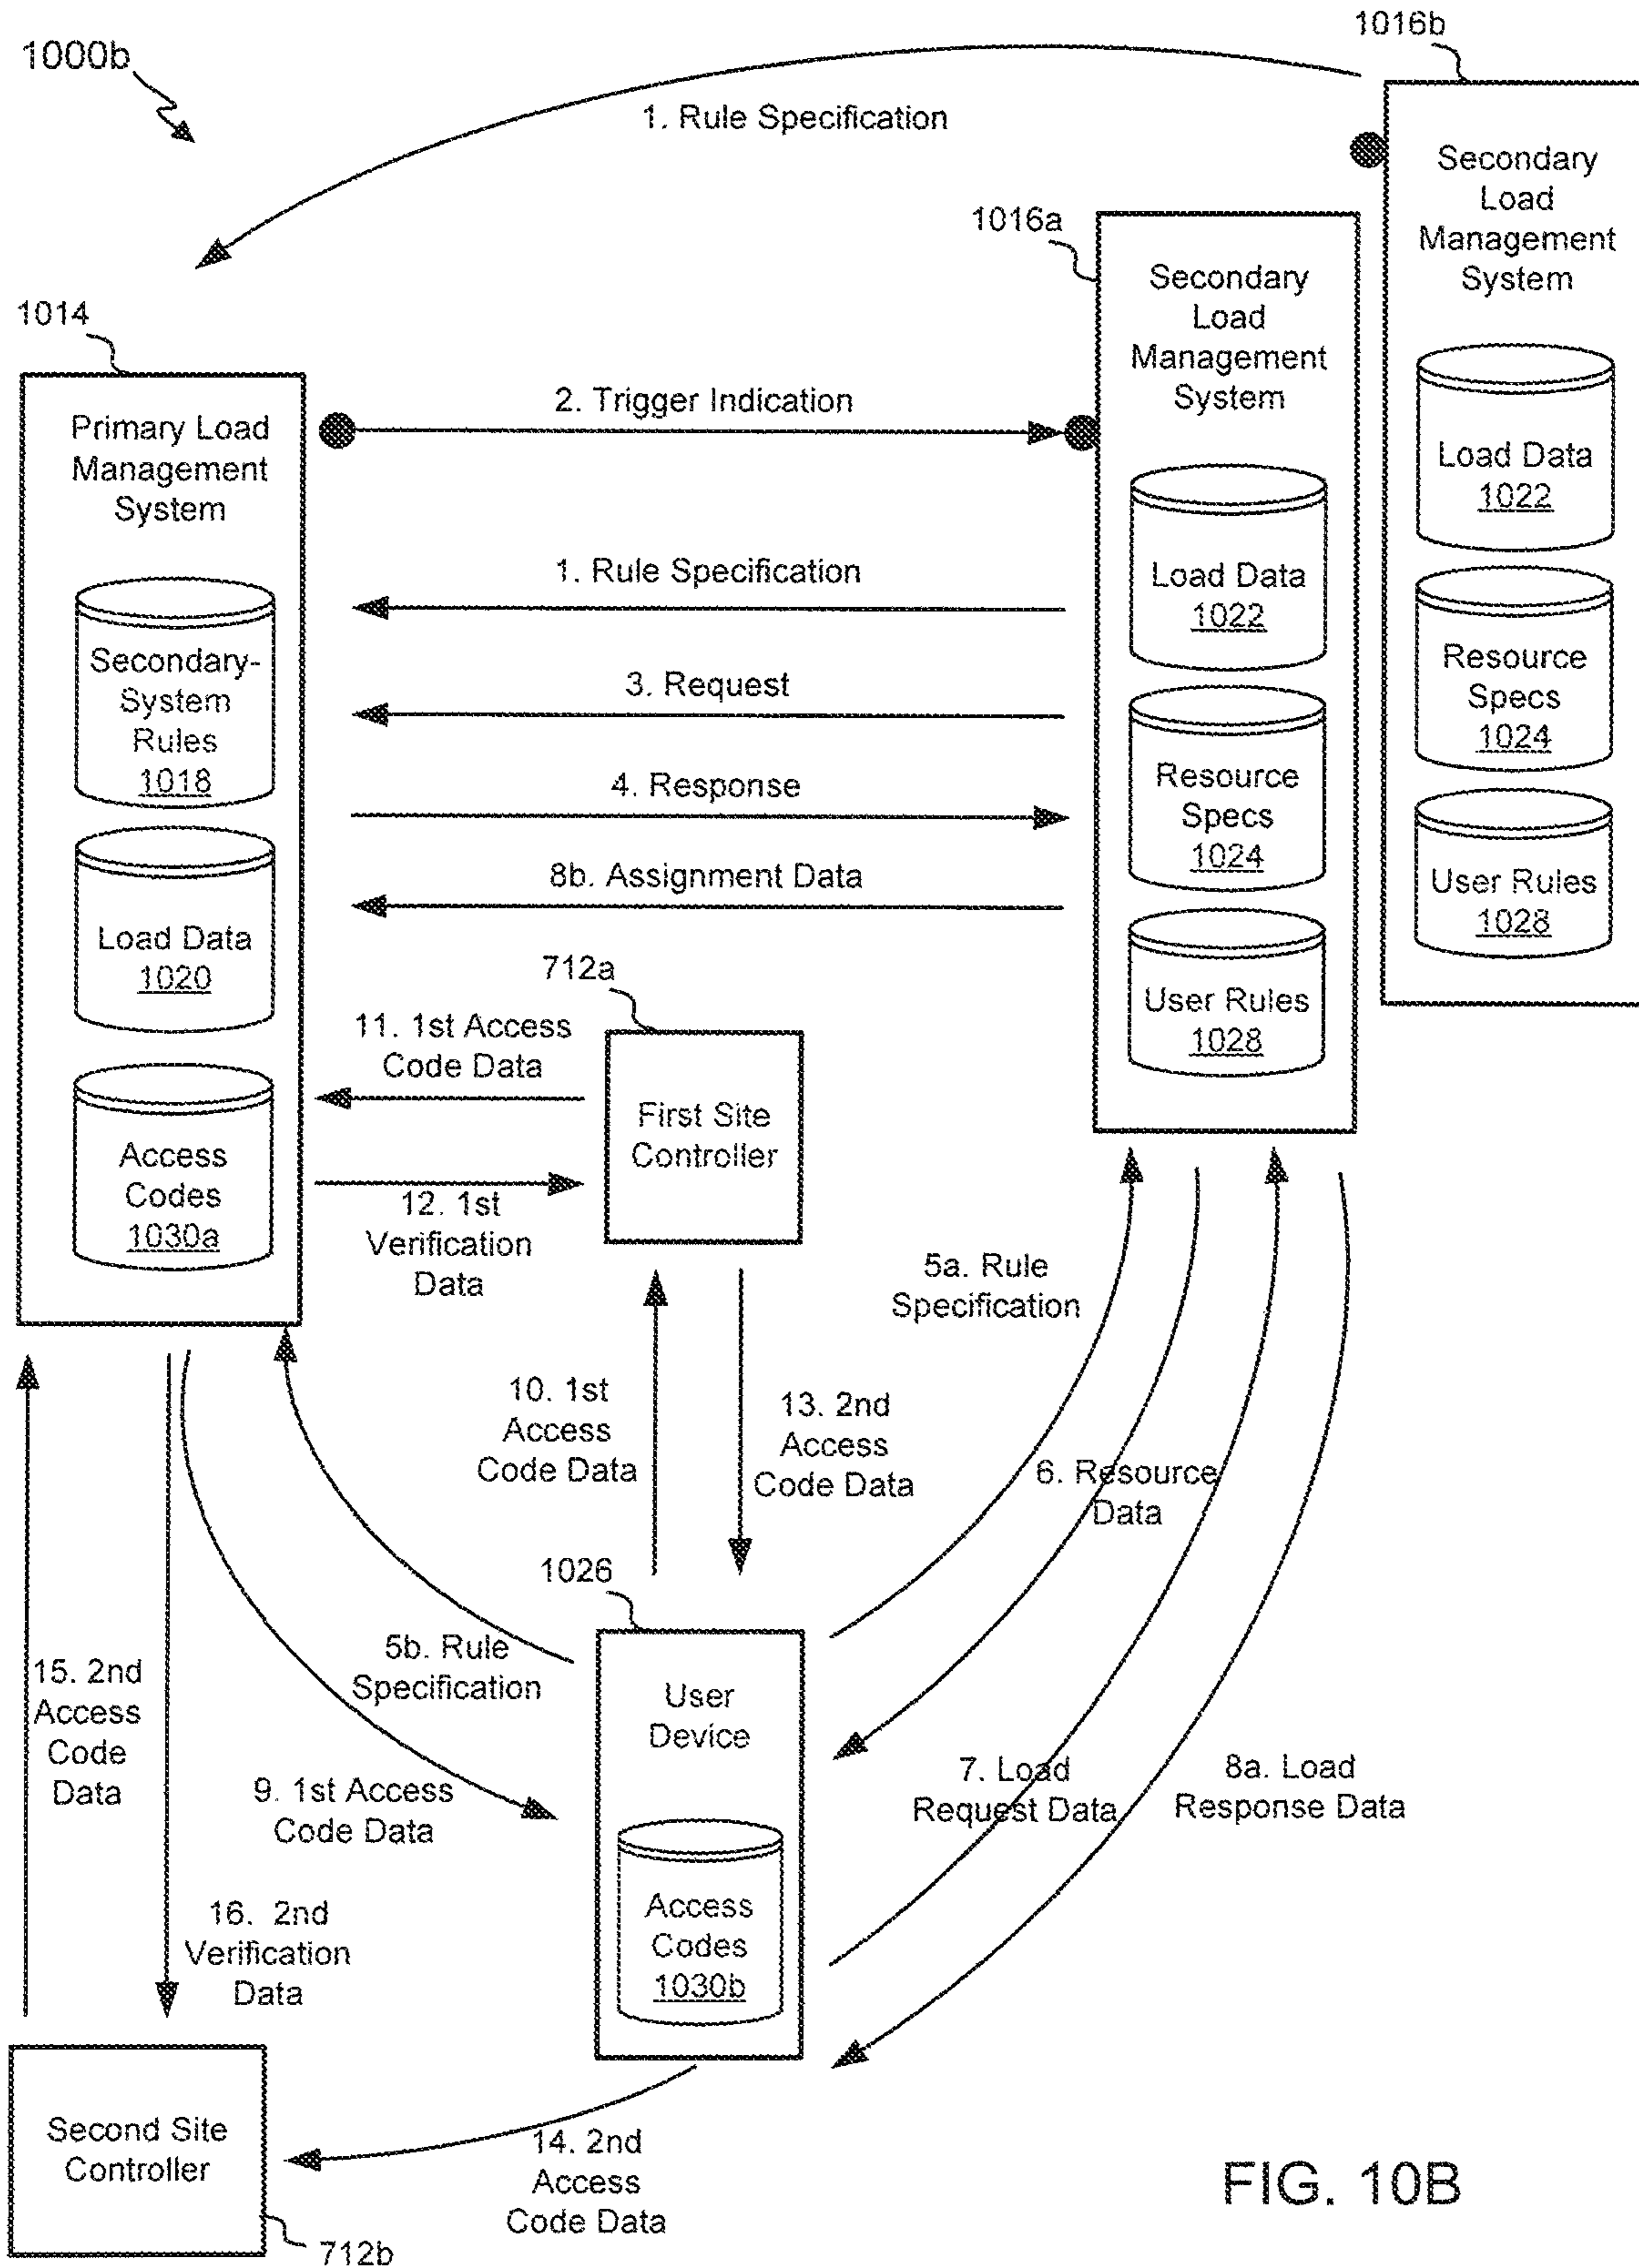 1000b
1016b
1. Rule Specification
Secondary
Load
Management
System
Load Data
1022
Resource
Specs
1024
User Rules
1028
1016a
Secondary
Load
Management
System
Load Data
1022
Resource
Specs
1024
User Rules
1028
1014
Primary Load
Management
System
Secondary-
System
Rules
1018
Load Data
1020
Access
Codes
1030a
2. Trigger Indication
1. Rule Specification
3. Request
4. Response
8b. Assignment Data
712a
11. 1st Access
Code Data
First Site
Controller
12. 1st
Verification
Data
5a. Rule
Specification
10. 1st
Access
Code Data
13. 2nd
Access
Code Data
6. Resource
Data
1026
5b. Rule
Specification
15. 2nd
Access
Code
Data
User
Device
9. 1st Access
Code Data
7. Load
Request Data
8a. Load
Response Data
Access
Codes
1030b
16. 2nd
Verification
Data
Second Site
Controller
14. 2nd
Access
Code Data
712b
FIG. 10B